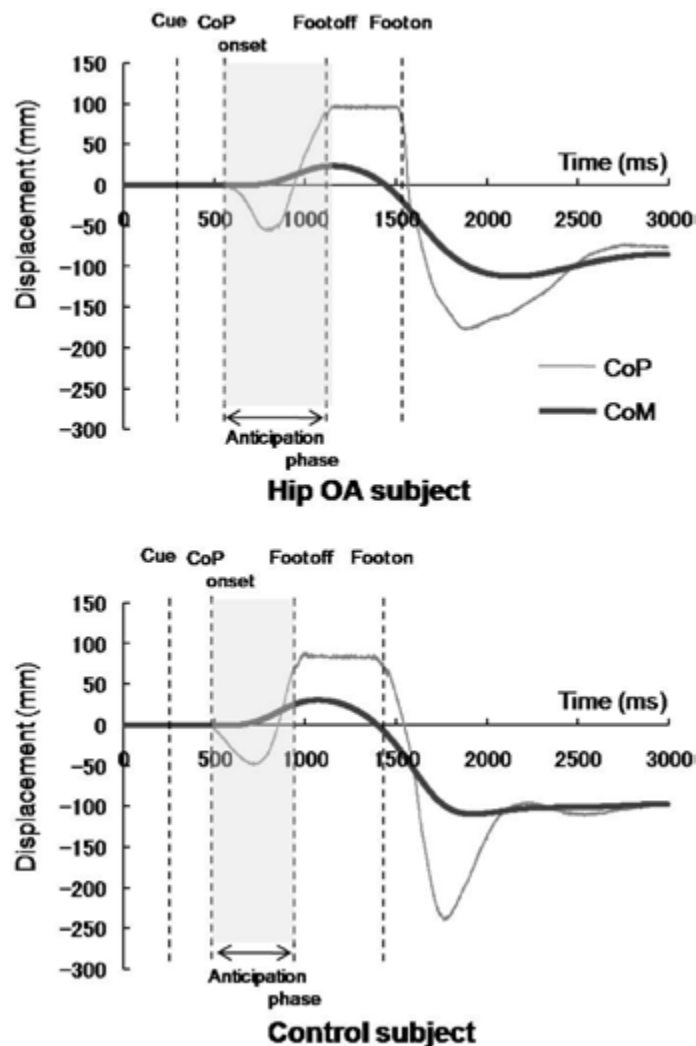 Cue CoP Footoff Footon
onset
150
100
50
0
-50
-100
-150
-200
-250
-300
Displacement (mm)
Time (ms)
0 500 1000 1500 2000 2500 3000
CoP
CoM
Anticipation
phase
Hip OA subject
Cue CoP Footoff Footon
onset
150
100
50
0
-50
-100
-150
-200
-250
-300
Displacement (mm)
Time (ms)
0 500 1000 1500 2000 2500 3000
Anticipation
phase
Control subject